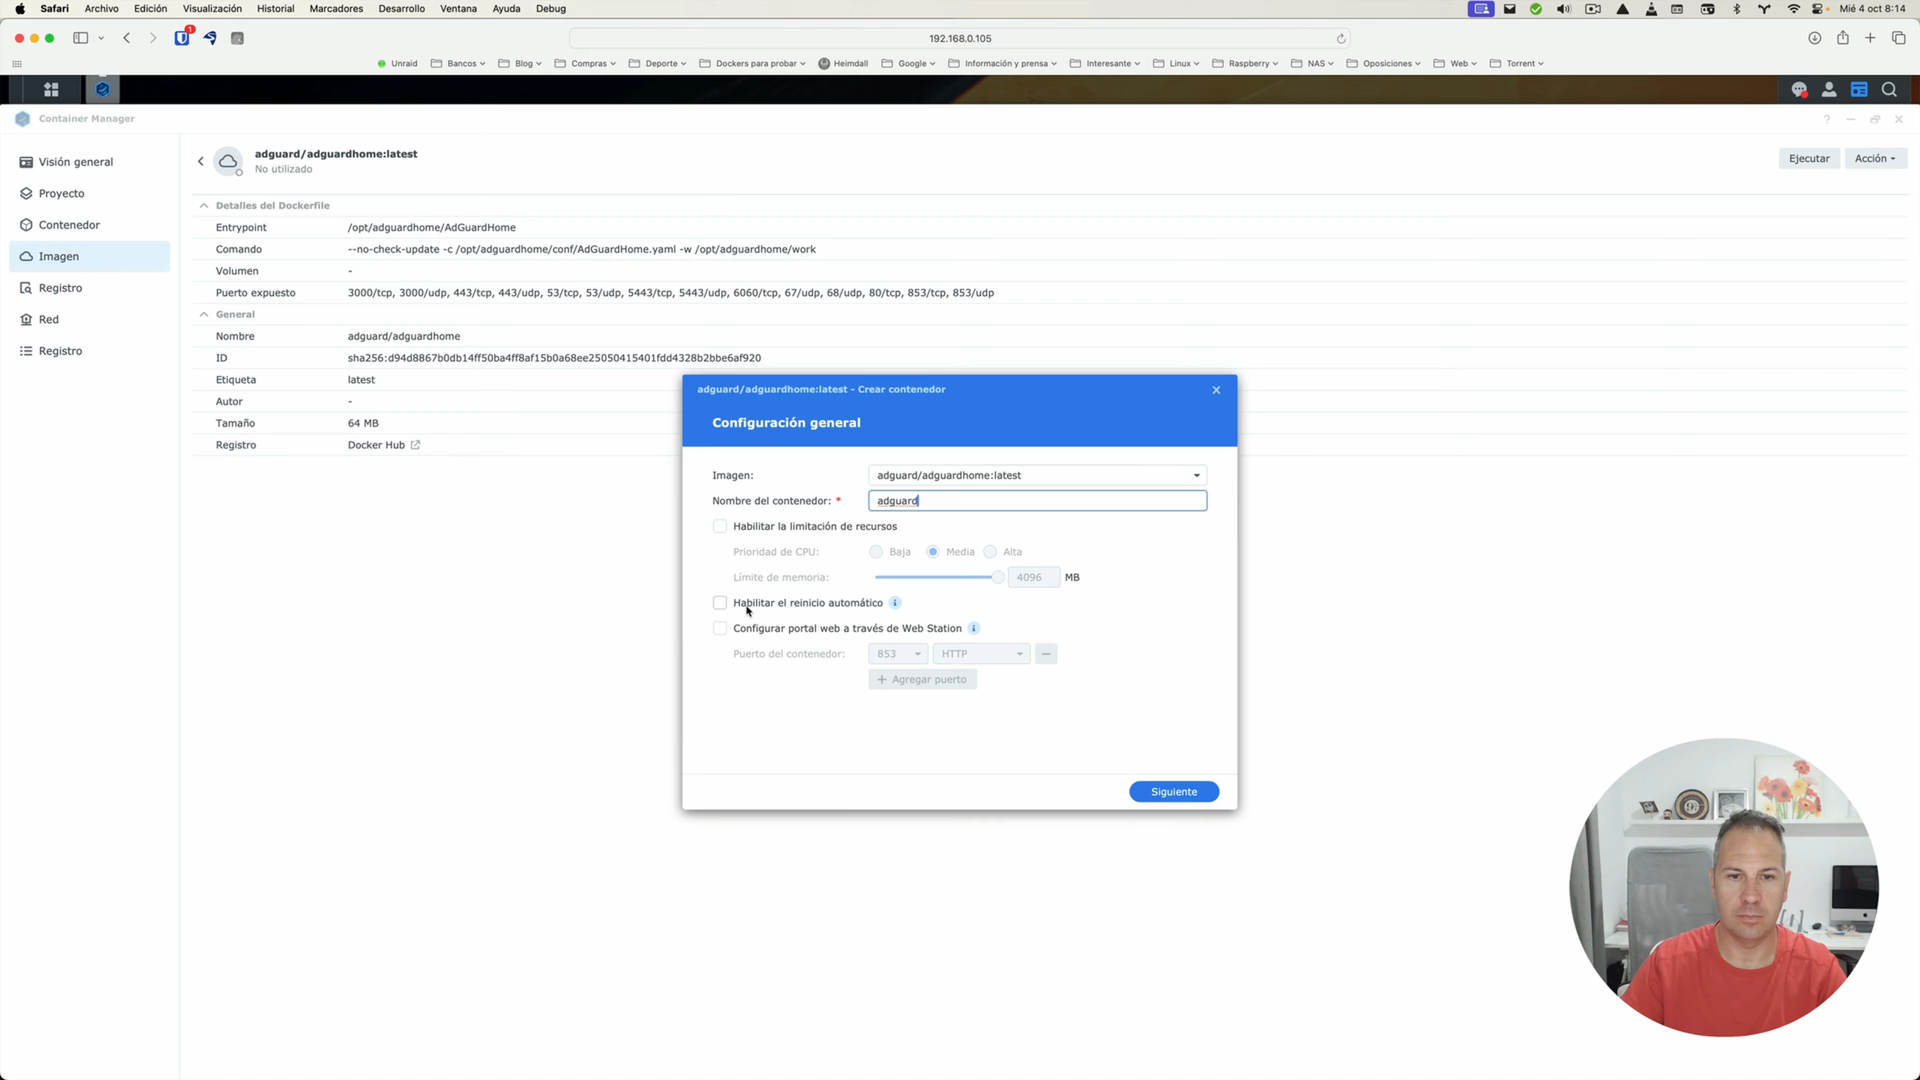 Safari Archivo Edición Visualización Historial Marcadores Desarrollo Ventana Ayuda Debug Mié 4 oct 8:14
1
192.168.0.105
Unraid Bancos Blog Compras Deporte Dockers para probar Heimdall Google Información y prensa Interesante Linux Raspberry NAS Oposiciones Web Torrent
Container Manager
Visión general
Proyecto
Contenedor
Imagen
Registro
Red
Registro
adguard/adguardhome:latest
No utilizado
Ejecutar Acción
Detalles del Dockerfile
Entrypoint /opt/adguardhome/AdGuardHome
Comando --no-check-update -c /opt/adguardhome/conf/AdGuardHome.yaml -w /opt/adguardhome/work
Volumen -
Puerto expuesto 3000/tcp, 3000/udp, 443/tcp, 443/udp, 53/tcp, 53/udp, 5443/tcp, 5443/udp, 6060/tcp, 67/udp, 68/udp, 80/tcp, 853/tcp, 853/udp
General
Nombre adguard/adguardhome
ID sha256:d94d8867b0db14ff50ba4ff8af15b0a68ee25050415401fdd4328b2bbe6af920
Etiqueta latest
Autor -
Tamaño 64 MB
Registro Docker Hub
adguard/adguardhome:latest - Crear contenedor
Configuración general
Imagen: adguard/adguardhome:latest
Nombre del contenedor: * adguard
Habilitar la limitación de recursos
Prioridad de CPU: Baja Media Alta
Límite de memoria: 4096 MB
Habilitar el reinicio automático
Configurar portal web a través de Web Station
Puerto del contenedor: 853 HTTP
+ Agregar puerto
Siguiente